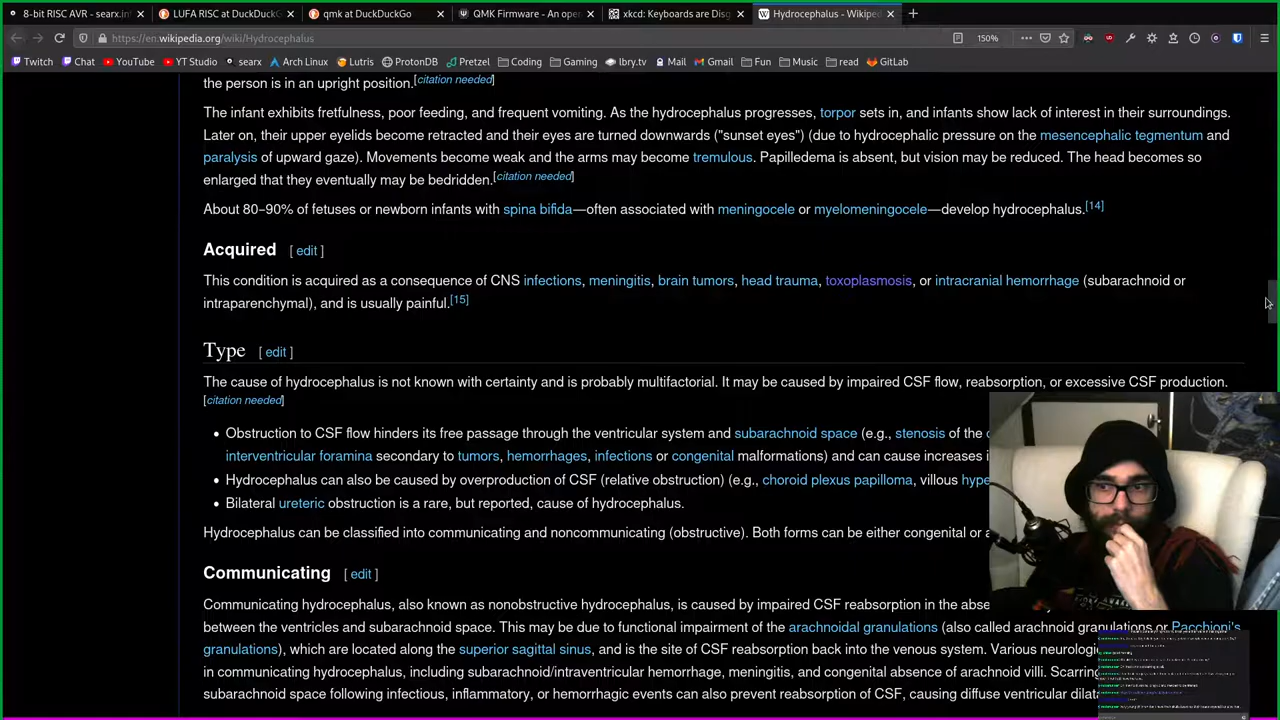 8-bit RISC AVR - searx.in
LUFA RISC at DuckDuck
qmk at DuckDuckGo
QMK Firmware - An ope
xkcd: Keyboards are Disg
Hydrocephalus - Wikiped
https://en.wikipedia.org/wiki/Hydrocephalus
150%
Twitch Chat YouTube YT Studio searx Arch Linux Lutris ProtonDB Pretzel Coding Gaming lbry.tv Mail Gmail Fun Music read GitLab
the person is in an upright position.[citation needed]
The infant exhibits fretfulness, poor feeding, and frequent vomiting. As the hydrocephalus progresses, torpor sets in, and infants show lack of interest in their surroundings.
Later on, their upper eyelids become retracted and their eyes are turned downwards ("sunset eyes") (due to hydrocephalic pressure on the mesencephalic tegmentum and
paralysis of upward gaze). Movements become weak and the arms may become tremulous. Papilledema is absent, but vision may be reduced. The head becomes so
enlarged that they eventually may be bedridden.[citation needed]
About 80–90% of fetuses or newborn infants with spina bifida—often associated with meningocele or myelomeningocele—develop hydrocephalus.[14]
Acquired [ edit ]
This condition is acquired as a consequence of CNS infections, meningitis, brain tumors, head trauma, toxoplasmosis, or intracranial hemorrhage (subarachnoid or
intraparenchymal), and is usually painful.[15]
Type [ edit ]
The cause of hydrocephalus is not known with certainty and is probably multifactorial. It may be caused by impaired CSF flow, reabsorption, or excessive CSF production.
[citation needed]
• Obstruction to CSF flow hinders its free passage through the ventricular system and subarachnoid space (e.g., stenosis of the
interventricular foramina secondary to tumors, hemorrhages, infections or congenital malformations) and can cause increases
• Hydrocephalus can also be caused by overproduction of CSF (relative obstruction) (e.g., choroid plexus papilloma, villous hype
• Bilateral ureteric obstruction is a rare, but reported, cause of hydrocephalus.
Hydrocephalus can be classified into communicating and noncommunicating (obstructive). Both forms can be either congenital or a
Communicating [ edit ]
Communicating hydrocephalus, also known as nonobstructive hydrocephalus, is caused by impaired CSF reabsorption in the abse
between the ventricles and subarachnoid space. This may be due to functional impairment of the arachnoidal granulations (also called arachnoid granulations or Pacchioni's
granulations), which are located along the superior sagittal sinus, and is the site of CSF reabsorption back into the venous system. Various neurologi
in communicating hydrocephalus, including subarachnoid/intraventricular hemorrhage, meningitis, and congenital absence of arachnoid villi. Scarring
subarachnoid space following infectious, inflammatory, or hemorrhagic events can also prevent reabsorption of CSF, causing diffuse ventricular dilat